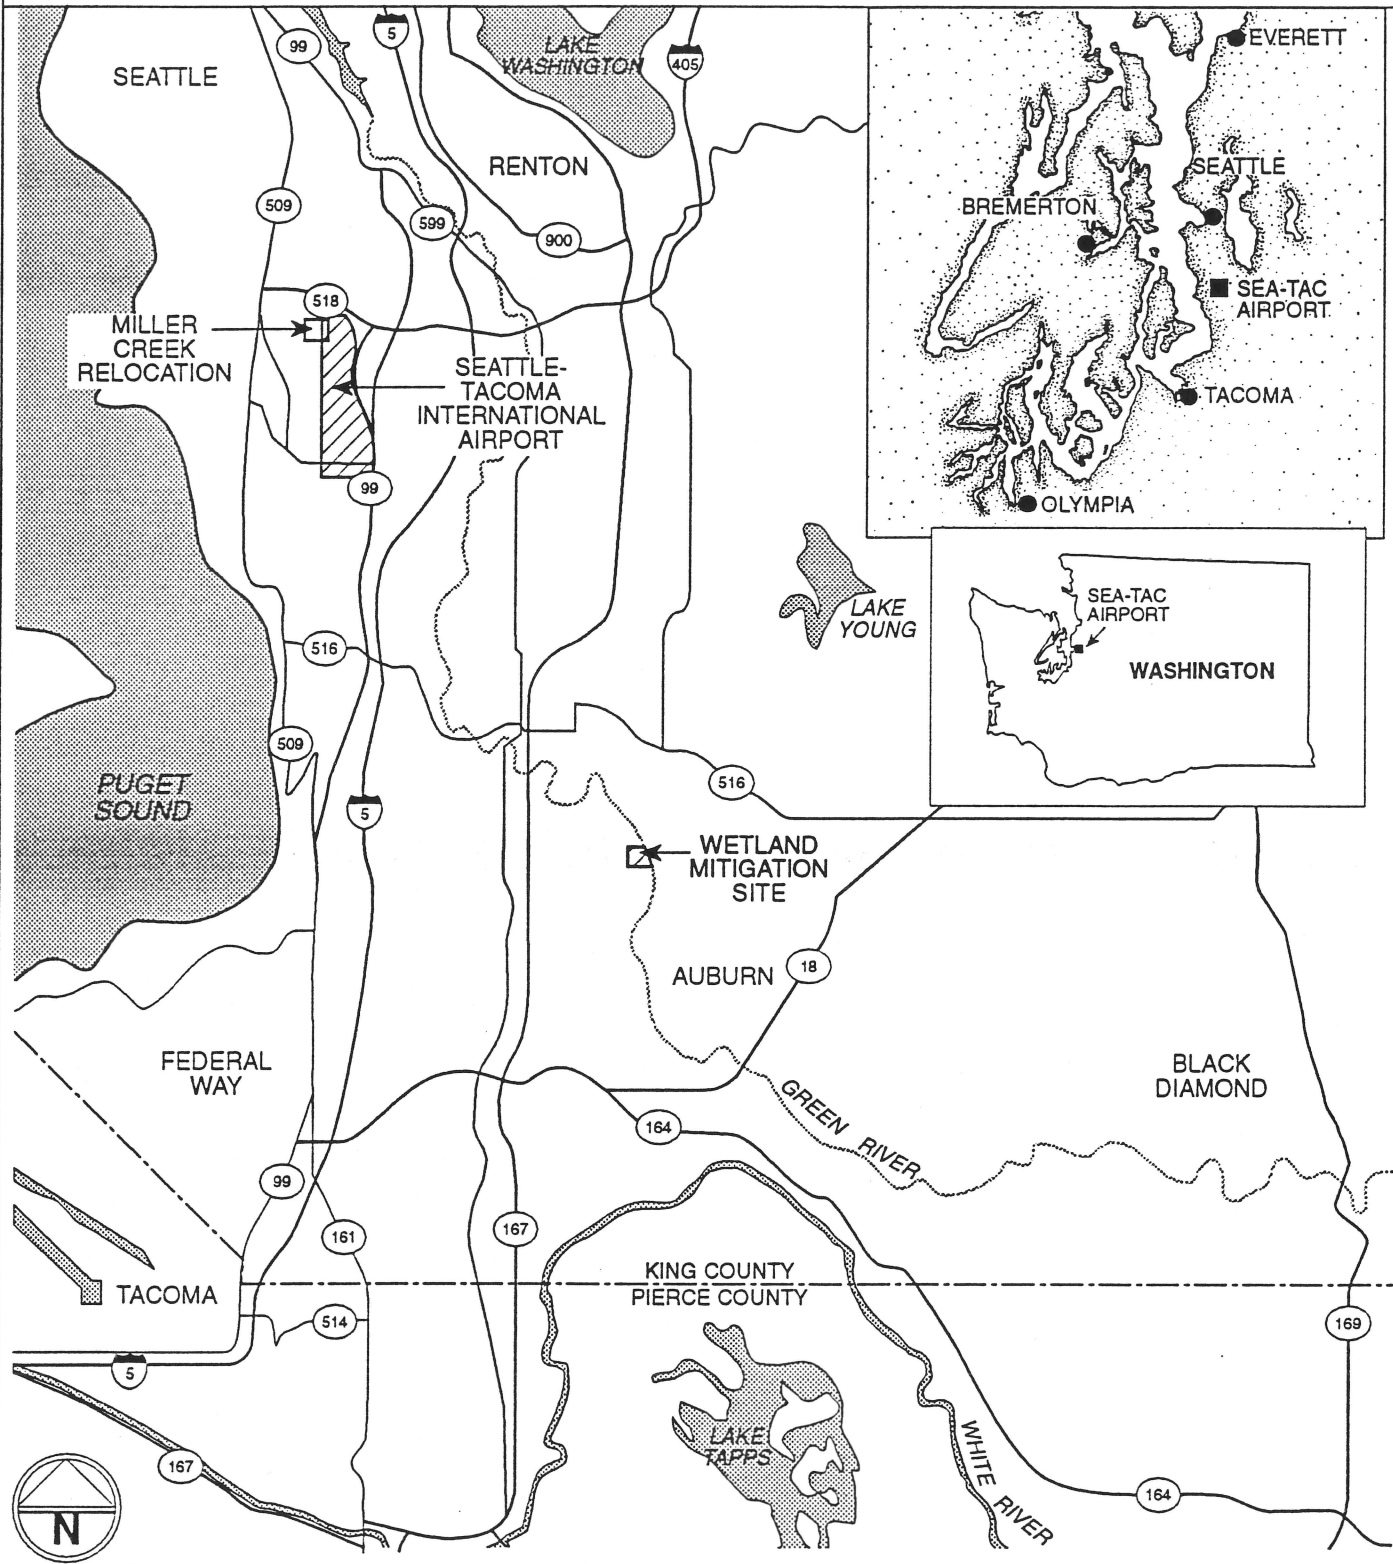 99
5
LAKE
WASHINGTON
405
SEATTLE
RENTON
509
599
900
518
MILLER
CREEK
RELOCATION
SEATTLE-
TACOMA
INTERNATIONAL
AIRPORT
99
EVERETT
SEATTLE
BREMERTON
SEA-TAC
AIRPORT
TACOMA
OLYMPIA
LAKE
YOUNG
SEA-TAC
AIRPORT
WASHINGTON
516
509
PUGET
SOUND
5
516
WETLAND
MITIGATION
SITE
AUBURN
18
FEDERAL
WAY
BLACK
DIAMOND
GREEN RIVER
164
99
161
167
KING COUNTY
PIERCE COUNTY
TACOMA
514
169
5
LAKE
TAPPS
WHITE RIVER
167
164
N